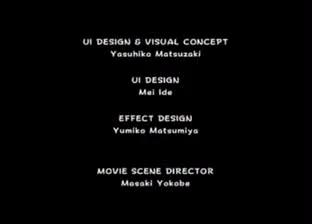 UI DESIGN & VISUAL CONCEPT
Yasuhiko Matsuzaki
UI DESIGN
Mei Ide
EFFECT DESIGN
Yumiko Matsumiya
MOVIE SCENE DIRECTOR
Masaki Yokobe